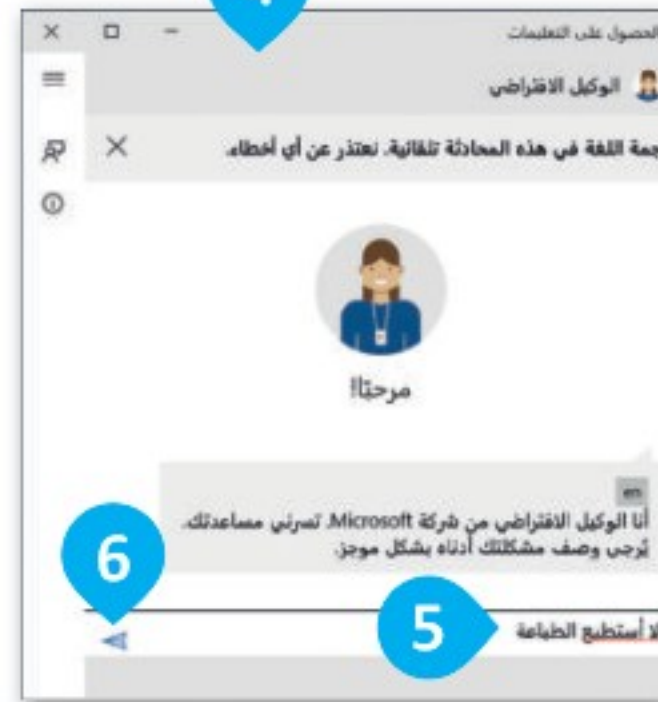 الحصول على التعليمات
الوكيل الافتراضي
جمة اللغة في هذه المحادثة تلقائية. نعتذر عن أي أخطاء.
مرحبًا!
en
أنا الوكيل الافتراضي من شركة Microsoft. تسرني مساعدتك.
يُرجى وصف مشكلتك أدناه بشكل موجز.
6
5
لا أستطيع الطباعة